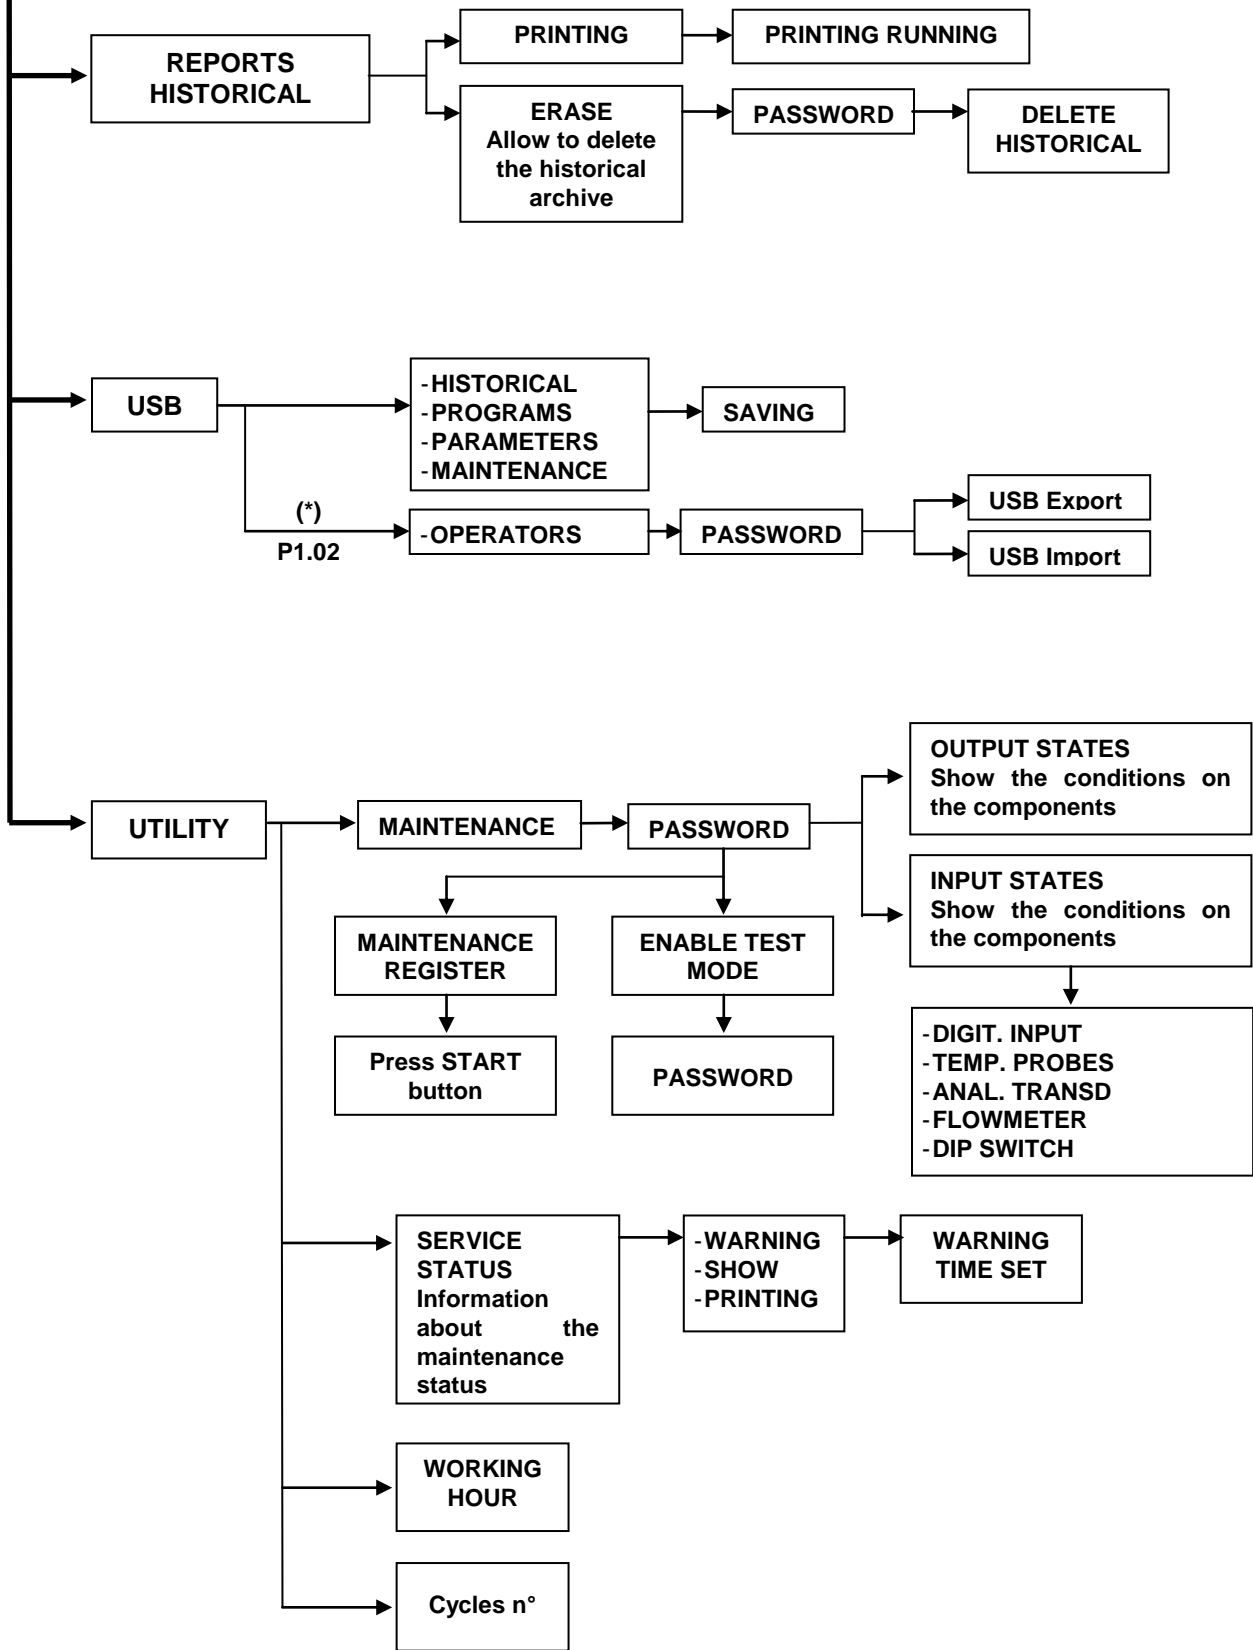 REPORTS
HISTORICAL
PRINTING
PRINTING RUNNING
ERASE
Allow to delete
the historical
archive
PASSWORD
DELETE
HISTORICAL
USB
-HISTORICAL
-PROGRAMS
-PARAMETERS
-MAINTENANCE
SAVING
(*)
P1.02
-OPERATORS
PASSWORD
USB Export
USB Import
UTILITY
MAINTENANCE
PASSWORD
OUTPUT STATES
Show the conditions on
the components
INPUT STATES
Show the conditions on
the components
MAINTENANCE
REGISTER
ENABLE TEST
MODE
Press START
button
PASSWORD
-DIGIT. INPUT
-TEMP. PROBES
-ANAL. TRANSD
-FLOWMETER
-DIP SWITCH
SERVICE
STATUS
Information
about the
maintenance
status
-WARNING
-SHOW
-PRINTING
WARNING
TIME SET
WORKING
HOUR
Cycles n°